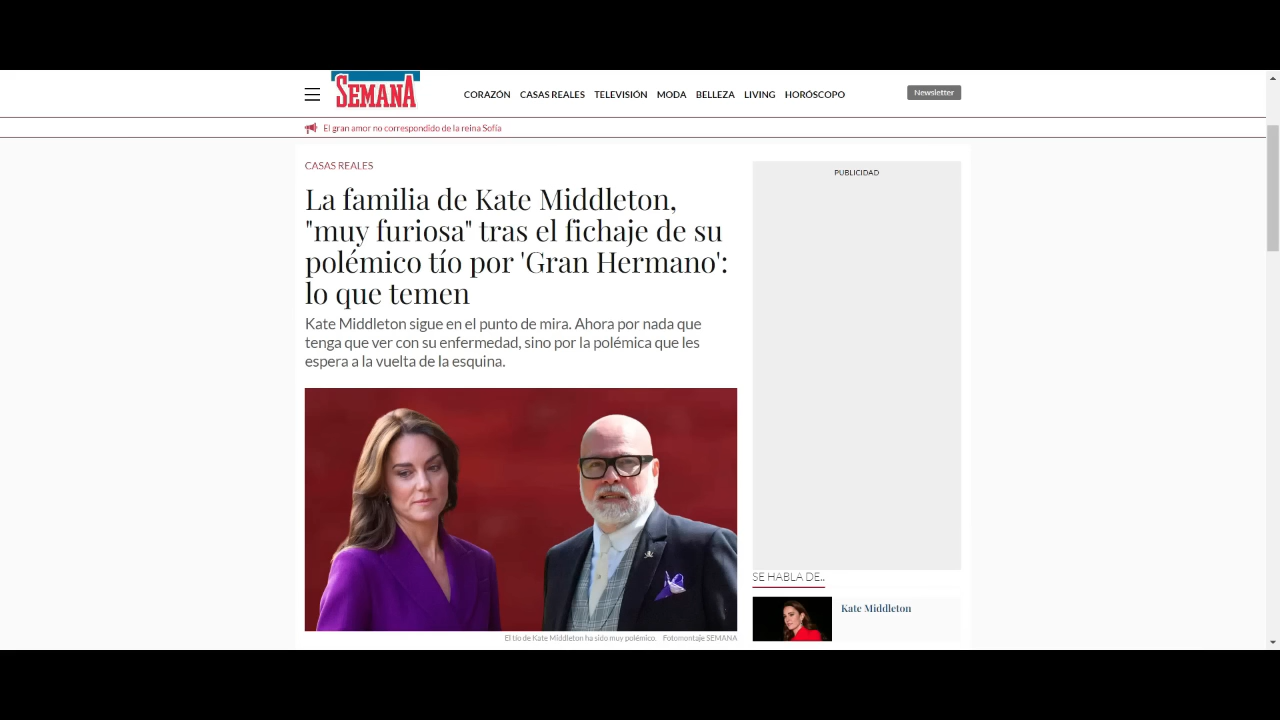 SEMANA
CORAZÓN CASAS REALES TELEVISIÓN MODA BELLEZA LIVING HORÓSCOPO
Newsletter
El gran amor no correspondido de la reina Sofía
CASAS REALES
La familia de Kate Middleton,
"muy furiosa" tras el fichaje de su
polémico tío por 'Gran Hermano':
lo que temen
Kate Middleton sigue en el punto de mira. Ahora por nada que
tenga que ver con su enfermedad, sino por la polémica que les
espera a la vuelta de la esquina.
El tío de Kate Middleton ha sido muy polémico. Fotomontaje SEMANA
PUBLICIDAD
SE HABLA DE..
Kate Middleton